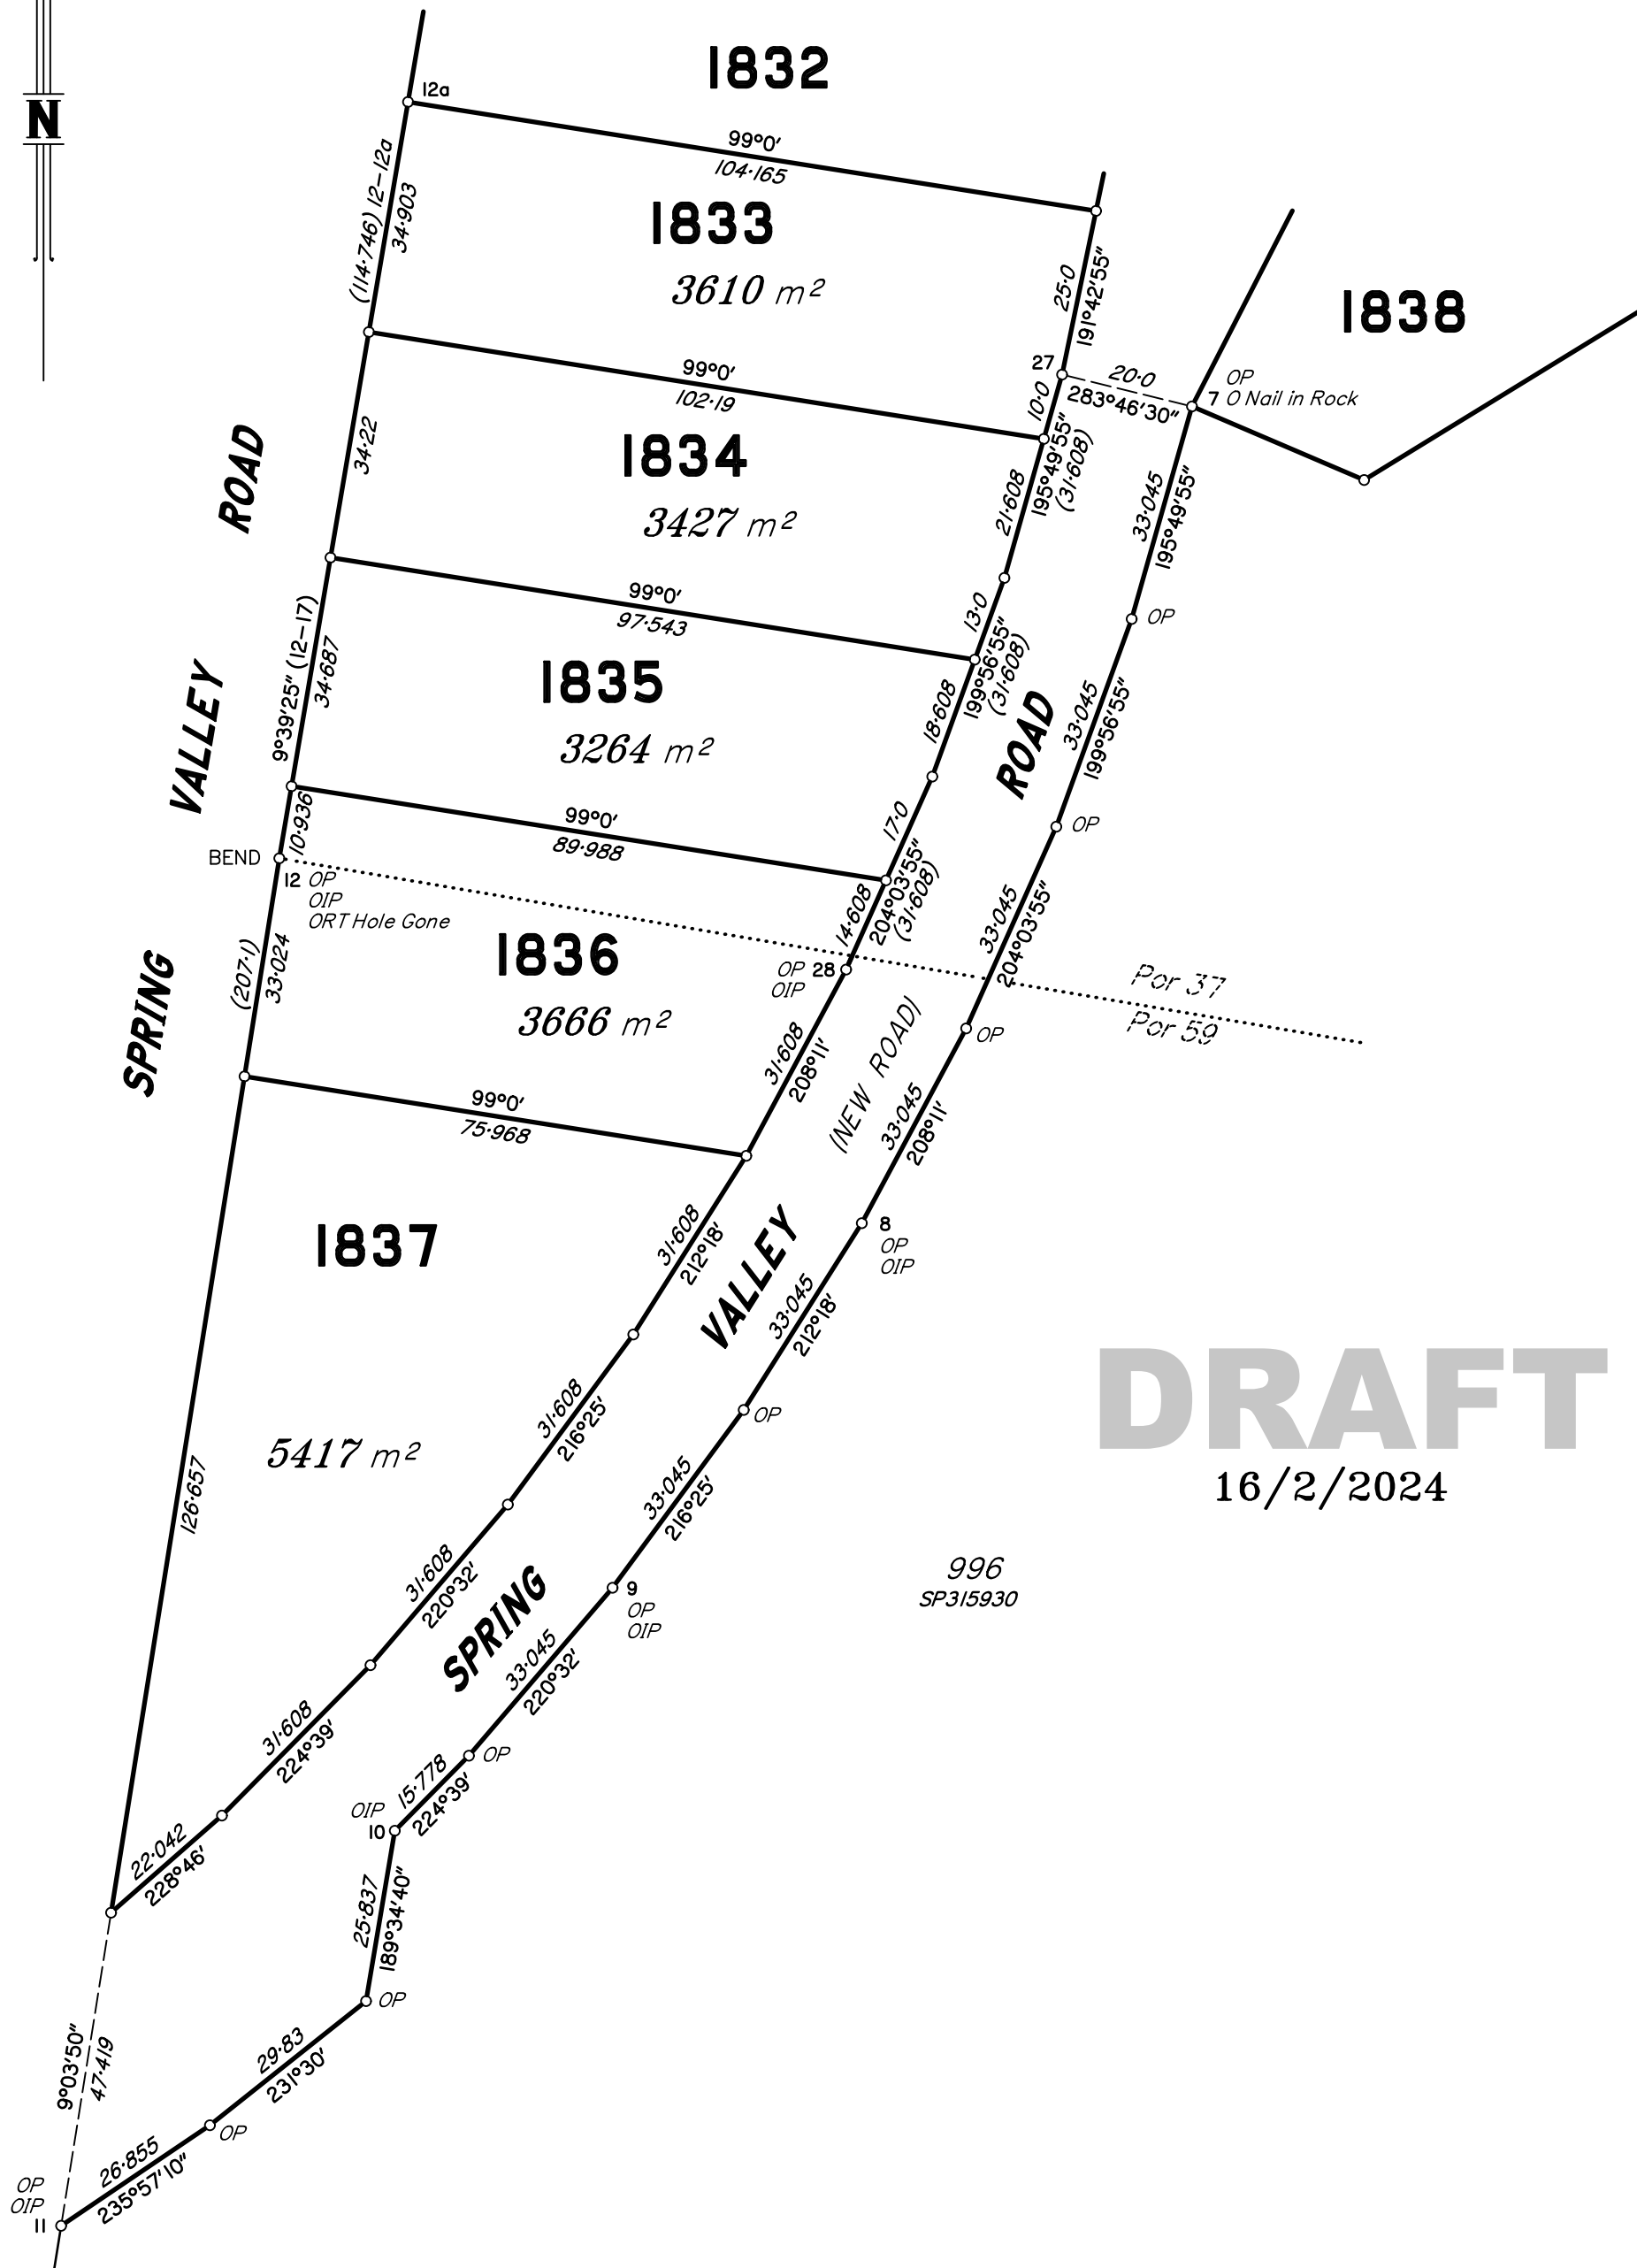 N
1832
12a
99°0'
104·165
(114·746) 12-12a
34·903
1833
3610 m²
25·0
191°42'55"
1838
27
20·0
283°46'30"
OP
7 O Nail in Rock
99°0'
102·19
10·0
195°49'55"
(31·608)
ROAD
34·22
1834
3427 m²
21·608
33·045
195°49'55"
OP
99°0'
97·543
13·0
199°56'55"
(31·608)
9°39'25" (12-17)
34·687
1835
3264 m²
18·608
ROAD
33·045
199°56'55"
VALLEY
OP
99°0'
89·988
17·0
204°03'55"
(31·608)
10·936
BEND
12 OP
OIP
ORT Hole Gone
14·608
33·045
204°03'55"
(207·1)
33·024
1836
3666 m²
OP 28
OIP
Por 37
Por 59
SPRING
31·608
208°11'
(NEW ROAD)
OP
33·045
208°11'
99°0'
75·968
1837
31·608
212°18'
VALLEY
8
OP
OIP
33·045
212°18'
DRAFT
16/2/2024
5417 m²
31·608
216°25'
OP
126·657
33·045
216°25'
996
SP315930
31·608
220°32'
SPRING
9
OP
OIP
33·045
220°32'
31·608
224°39'
OP
15·778
224°39'
OIP
10
22·042
228°46'
25·837
189°34'40"
OP
9°03'50"
47·419
29·83
231°30'
OP
26·855
235°57'10"
OP
OIP
11